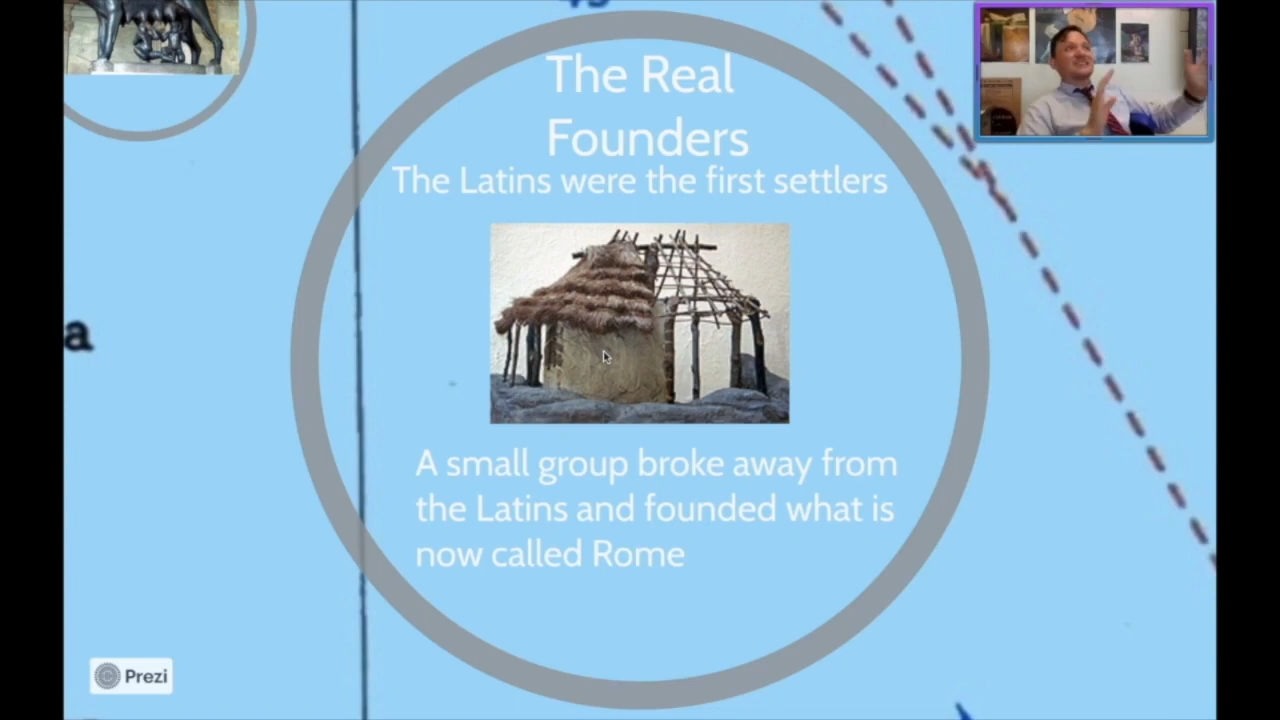 The Real
Founders
The Latins were the first settlers
a
A small group broke away from
the Latins and founded what is
now called Rome
Prezi